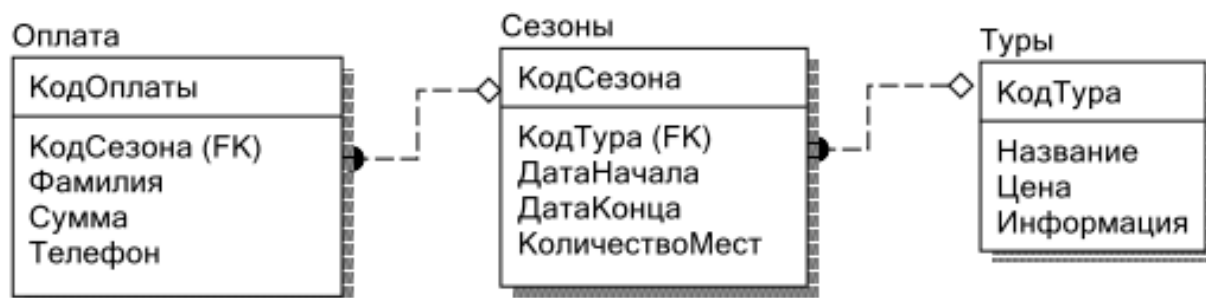 Оплата
КодОплаты
КодСезона (FK)
Фамилия
Сумма
Телефон
Сезоны
КодСезона
КодТура (FK)
ДатаНачала
ДатаКонца
КоличествоМест
Туры
КодТура
Название
Цена
Информация